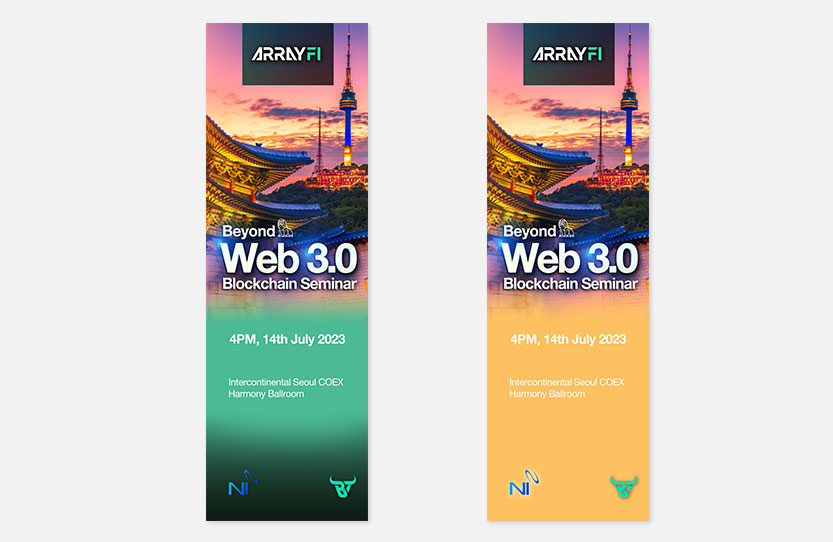 ARRAYFI
Beyond
Web 3.0
Blockchain Seminar
4PM, 14th July 2023
Intercontinental Seoul COEX
Harmony Ballroom
NI
ARRAYFI
Beyond
Web 3.0
Blockchain Seminar
4PM, 14th July 2023
Intercontinental Seoul COEX
Harmony Ballroom
NI